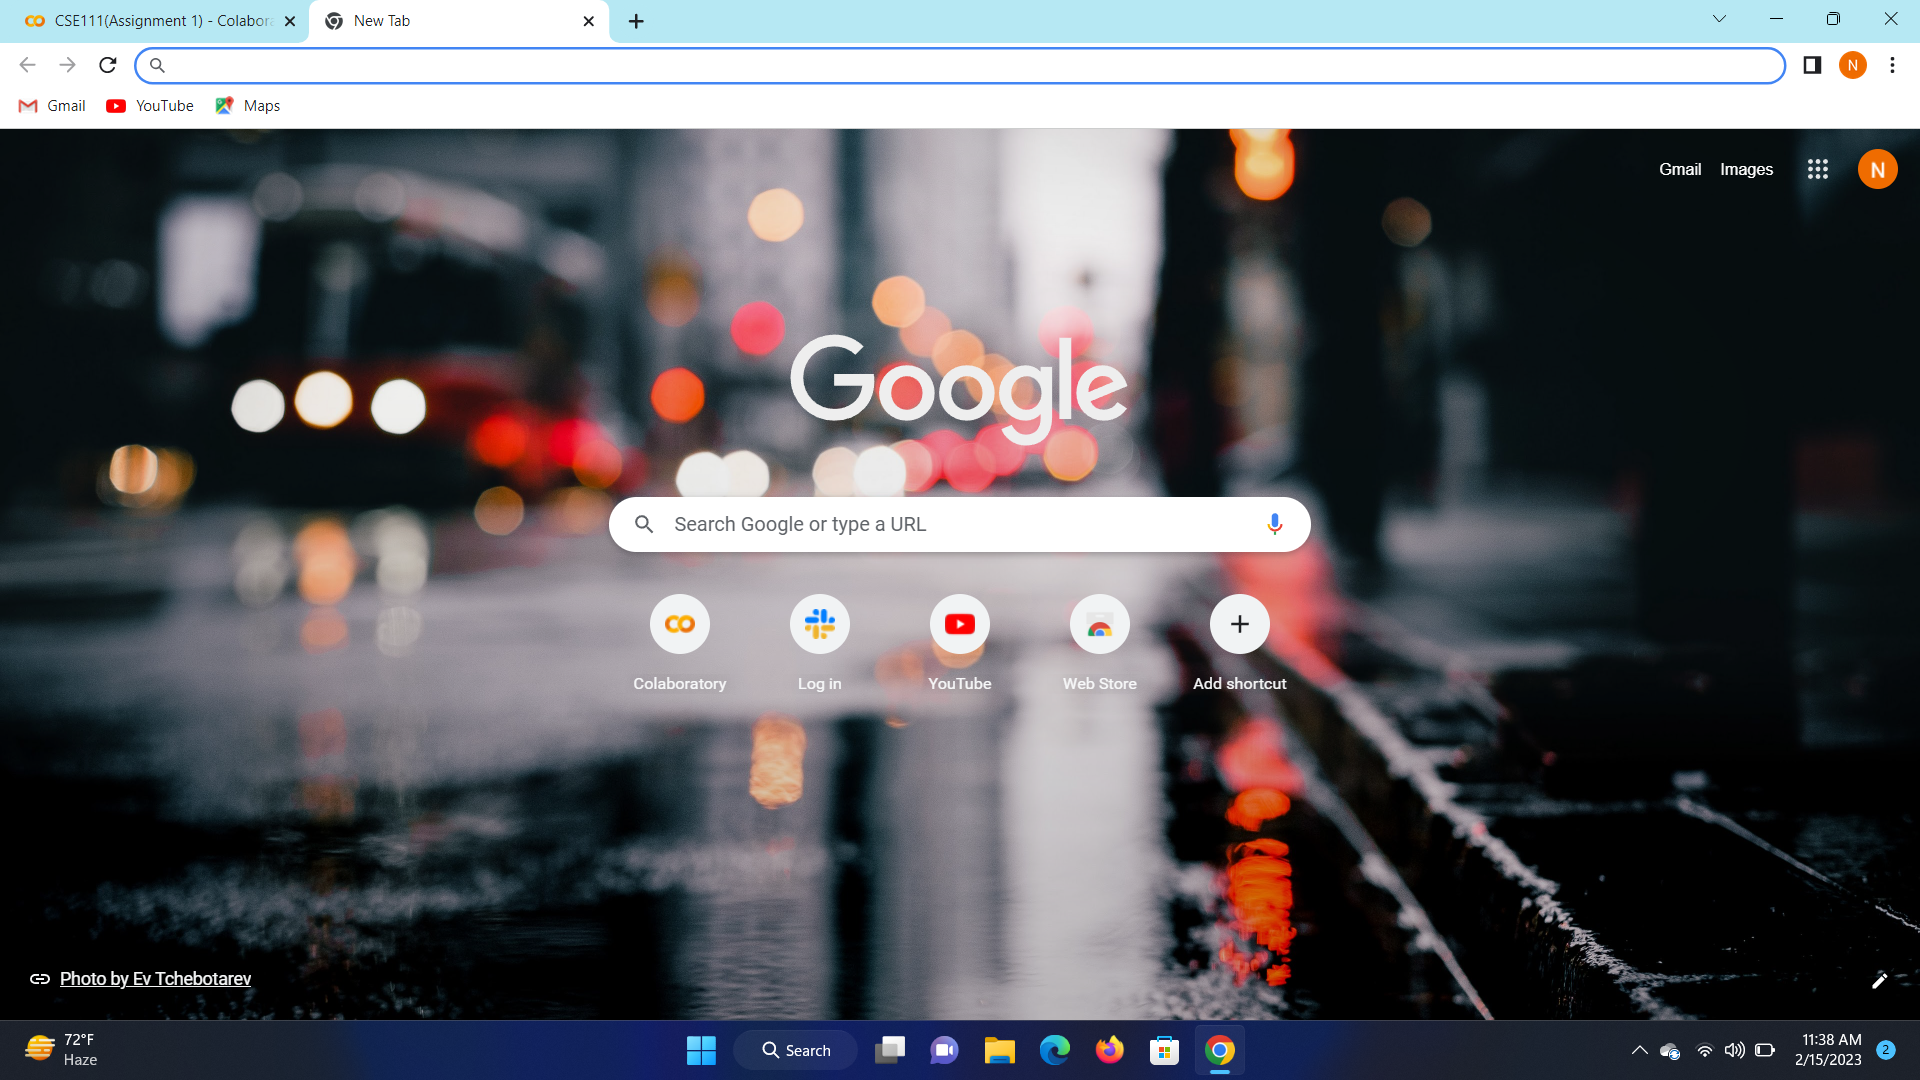 CSE111(Assignment 1) - Colabora
New Tab
N
Gmail
YouTube
Maps
Gmail
Images
N
Google
Search Google or type a URL
Colaboratory
Log in
YouTube
Web Store
Add shortcut
Photo by Ev Tchebotarev
72°F
Haze
Search
11:38 AM
2/15/2023
2